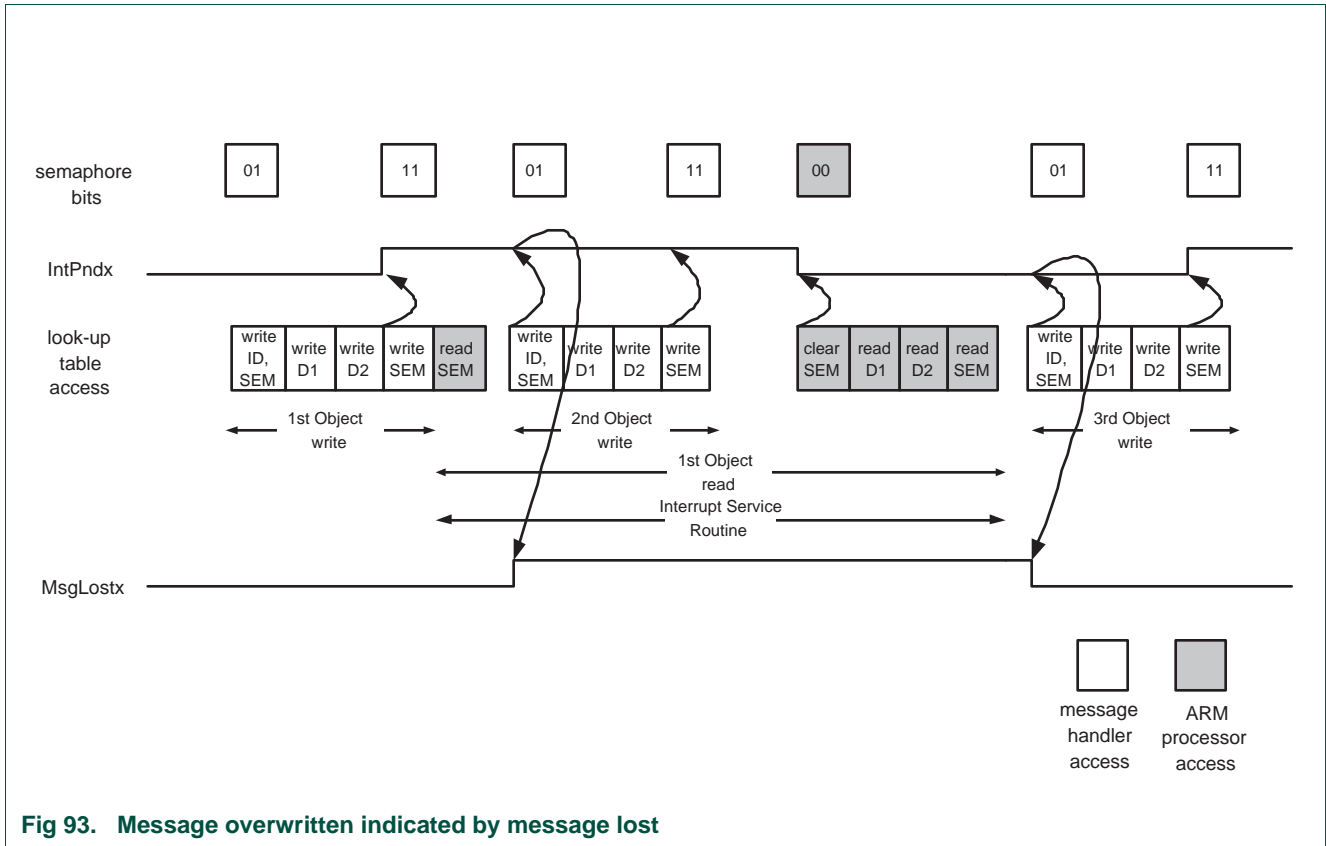 semaphore
bits
01
11
01
11
00
01
11
IntPndx
look-up
table
access
write
ID,
SEM
write
D1
write
D2
write
SEM
read
SEM
write
ID,
SEM
write
D1
write
D2
write
SEM
clear
SEM
read
D1
read
D2
read
SEM
write
ID,
SEM
write
D1
write
D2
write
SEM
1st Object
write
2nd Object
write
3rd Object
write
1st Object
read
Interrupt Service
Routine
MsgLostx
message
handler
access
ARM
processor
access
Fig 93. Message overwritten indicated by message lost